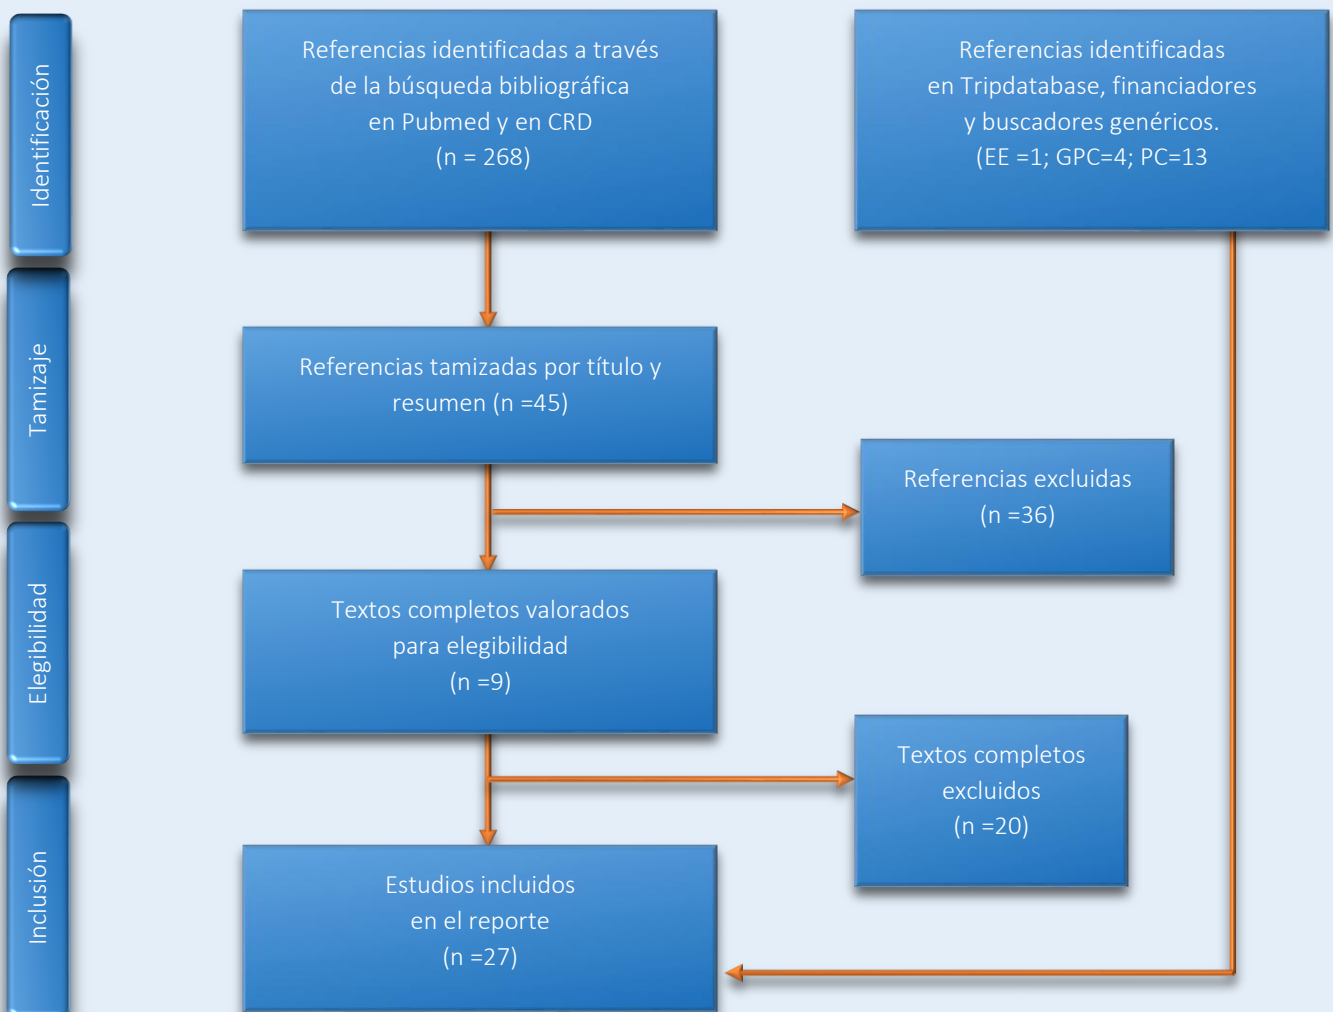 Identificación
Referencias identificadas a través
de la búsqueda bibliográfica
en Pubmed y en CRD
(n = 268)
Referencias identificadas
en Tripdatabase, financiadores
y buscadores genéricos.
(EE =1; GPC=4; PC=13
Tamizaje
Referencias tamizadas por título y
resumen (n =45)
Referencias excluidas
(n =36)
Elegibilidad
Textos completos valorados
para elegibilidad
(n =9)
Textos completos
excluidos
(n =20)
Inclusión
Estudios incluidos
en el reporte
(n =27)